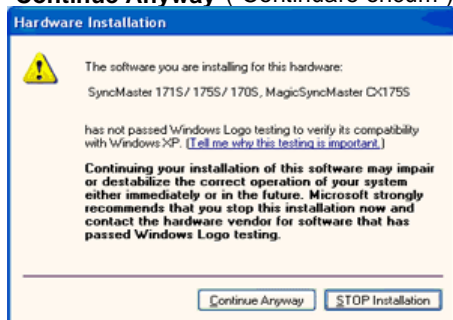 Continue Anyway
Hardware Installation
The software you are installing for this hardware:
SyncMaster 171S/ 175S/ 170S, MagicSyncMaster CX175S
has not passed Windows Logo testing to verify its compatibility
with Windows XP. (Tell me why this testing is important.)
Continuing your installation of this software may impair
or destabilize the correct operation of your system
either immediately or in the future. Microsoft strongly
recommends that you stop this installation now and
contact the hardware vendor for software that has
passed Windows Logo testing.
Continue Anyway STOP Installation